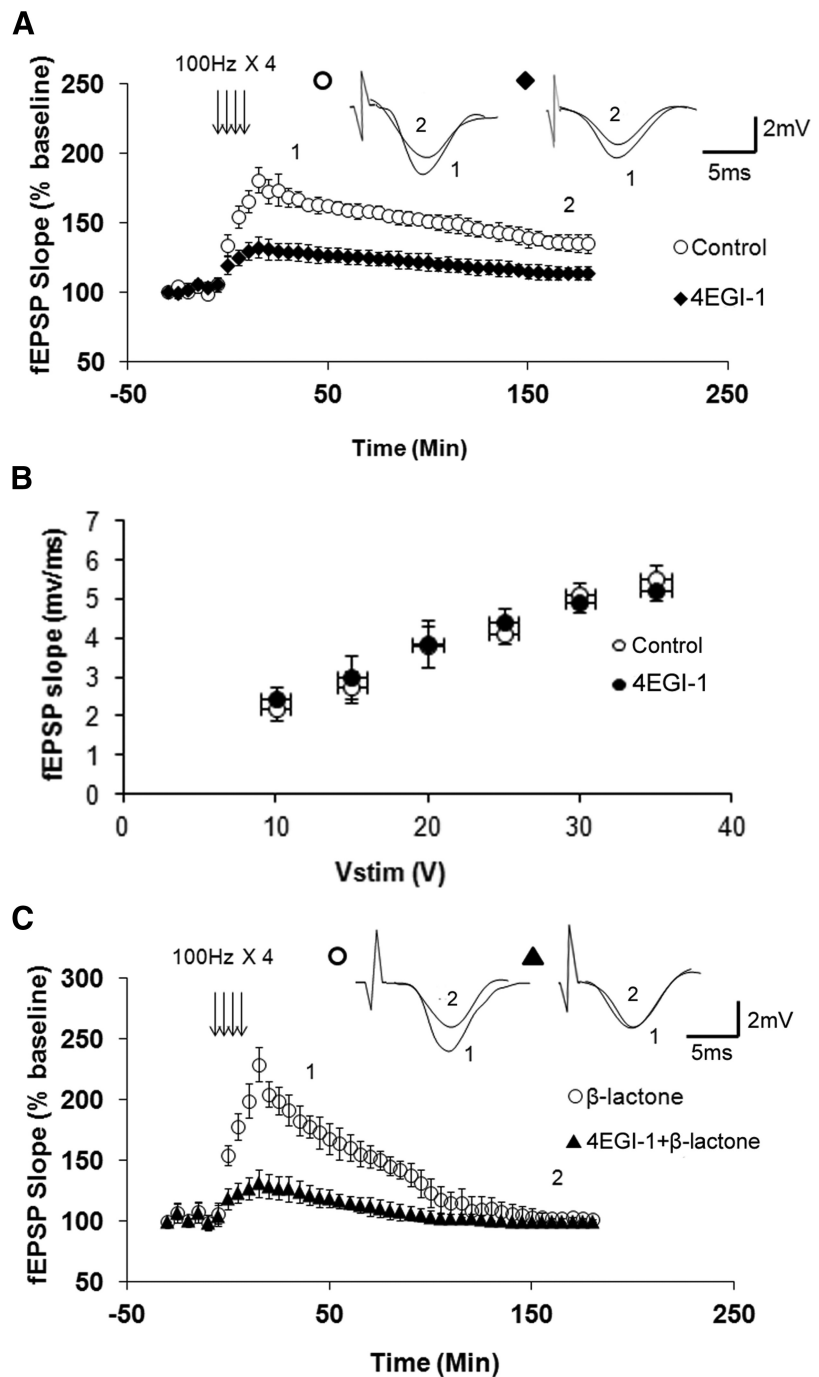 A
100Hz X 4
2
1
2
1
2mV
5ms
fEPSP Slope (% baseline)
250
200
150
100
50
1
2
Control
4EGI-1
-50
50
150
250
Time (Min)
B
fEPSP slope (mv/ms)
7
6
5
4
3
2
1
0
Control
4EGI-1
0
10
20
30
40
Vstim (V)
C
100Hz X 4
2
1
2
1
2mV
5ms
fEPSP Slope (% baseline)
300
250
200
150
100
50
1
2
β-lactone
4EGI-1+β-lactone
-50
50
150
250
Time (Min)